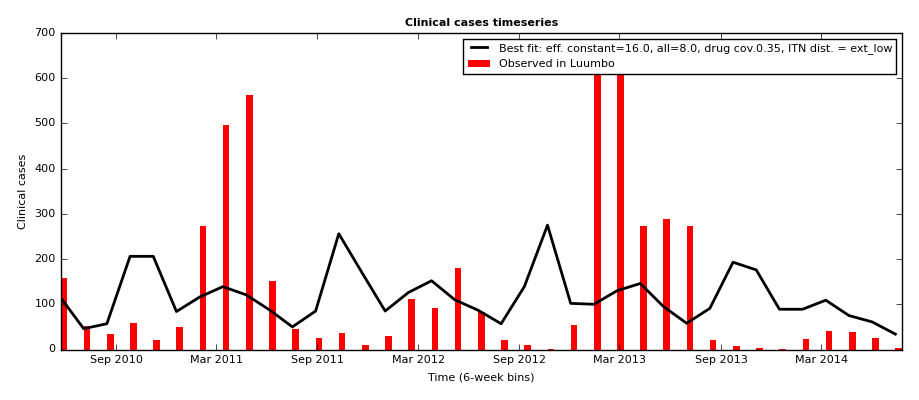 Clinical cases timeseries
700
600
500
400
300
200
100
0
Clinical cases
Best fit: eff. constant=16.0, all=8.0, drug cov.0.35, ITN dist. = ext_low
Observed in Luumbo
Sep 2010
Mar 2011
Sep 2011
Mar 2012
Sep 2012
Mar 2013
Sep 2013
Mar 2014
Time (6-week bins)